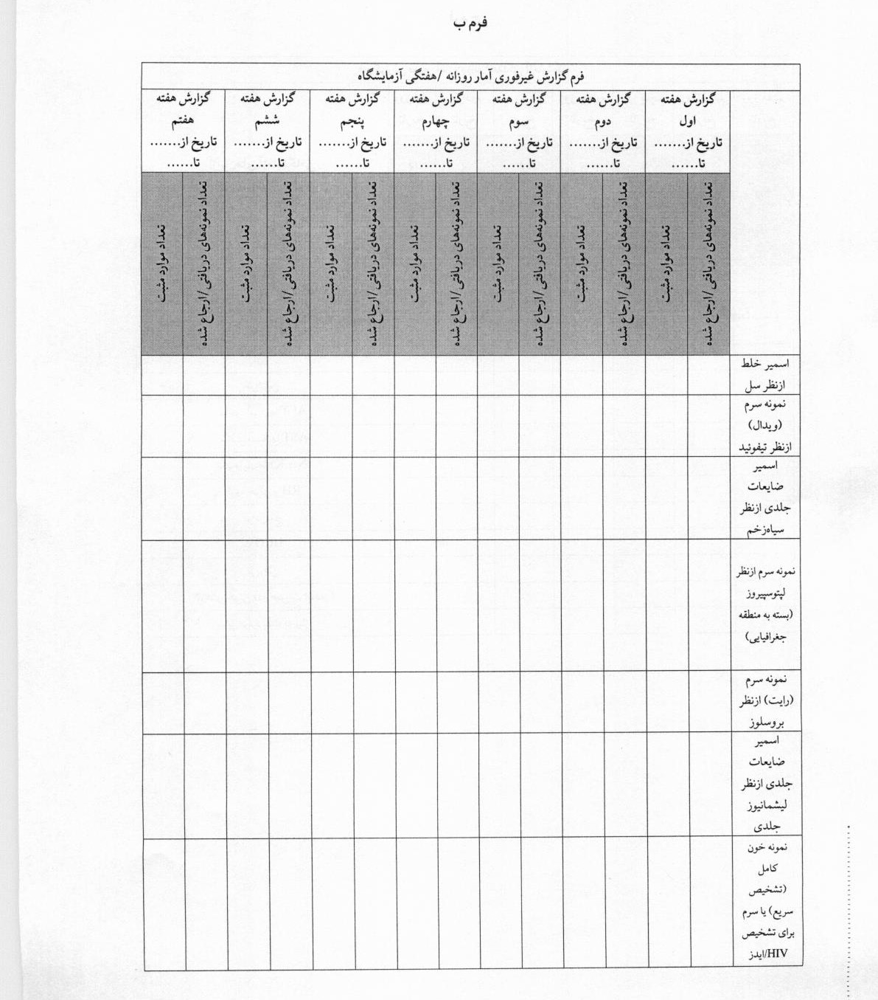 فرم ب
فرم گزارش غیرفوری آمار روزانه /هفتگی آزمایشگاه
گزارش هفته
اول
تاریخ از.......
تا......
گزارش هفته
دوم
تاریخ از.......
تا......
گزارش هفته
سوم
تاریخ از.......
تا......
گزارش هفته
چهارم
تاریخ از.......
تا......
گزارش هفته
پنجم
تاریخ از.......
تا......
گزارش هفته
ششم
تاریخ از.......
تا......
گزارش هفته
هفتم
تاریخ از.......
تا......
تعداد نمونه‌های دریافتی/ارجاع شده
تعداد موارد مثبت
تعداد نمونه‌های دریافتی/ارجاع شده
تعداد موارد مثبت
تعداد نمونه‌های دریافتی/ارجاع شده
تعداد موارد مثبت
تعداد نمونه‌های دریافتی/ارجاع شده
تعداد موارد مثبت
تعداد نمونه‌های دریافتی/ارجاع شده
تعداد موارد مثبت
تعداد نمونه‌های دریافتی/ارجاع شده
تعداد موارد مثبت
تعداد نمونه‌های دریافتی/ارجاع شده
تعداد موارد مثبت
اسمیر خلط
ازنظر سل
نمونه سرم
(ویدال)
ازنظر تیفوئید
اسمیر
ضایعات
جلدی ازنظر
سیاه‌زخم
نمونه سرم ازنظر
لپتوسپیروز
(بسته به منطقه
جغرافیایی)
نمونه سرم
(رایت) ازنظر
بروسلوز
اسمیر
ضایعات
جلدی ازنظر
لیشمانیوز
جلدی
نمونه خون
کامل
(تشخیص
سریع) یا سرم
برای تشخیص
HIV/ایدز